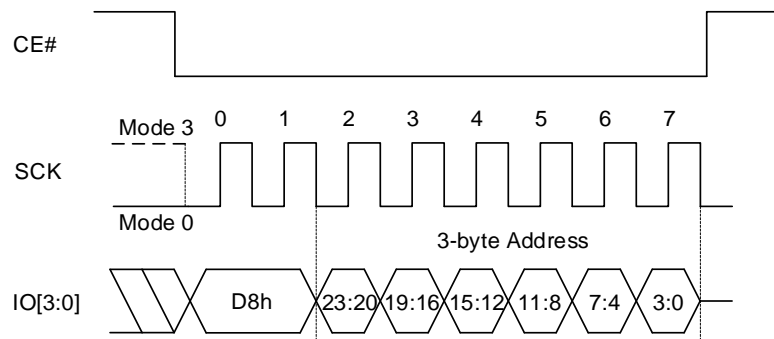 CE#
Mode 3
0 1 2 3 4 5 6 7
SCK
Mode 0
3-byte Address
IO[3:0]
D8h 23:20 19:16 15:12 11:8 7:4 3:0